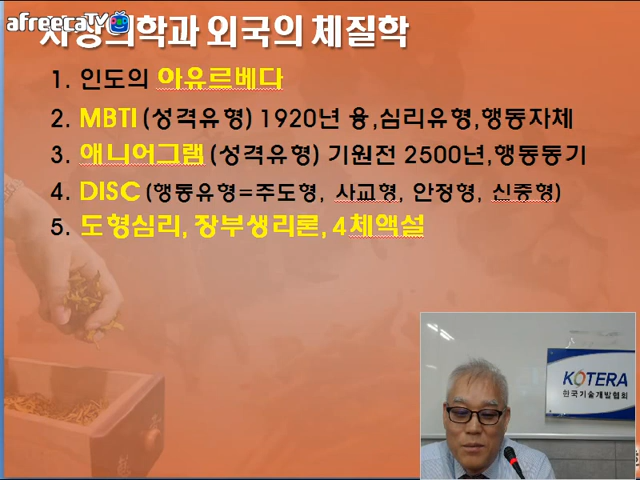 afreecaTV
사상의학과 외국의 체질학
1. 인도의 아유르베다
2. MBTI (성격유형) 1920년 융,심리유형,행동자체
3. 애니어그램 (성격유형) 기원전 2500년,행동동기
4. DISC (행동유형=주도형, 사교형, 안정형, 신중형)
5. 도형심리, 장부생리론, 4체액설
KOTERA
한국기술개발협회